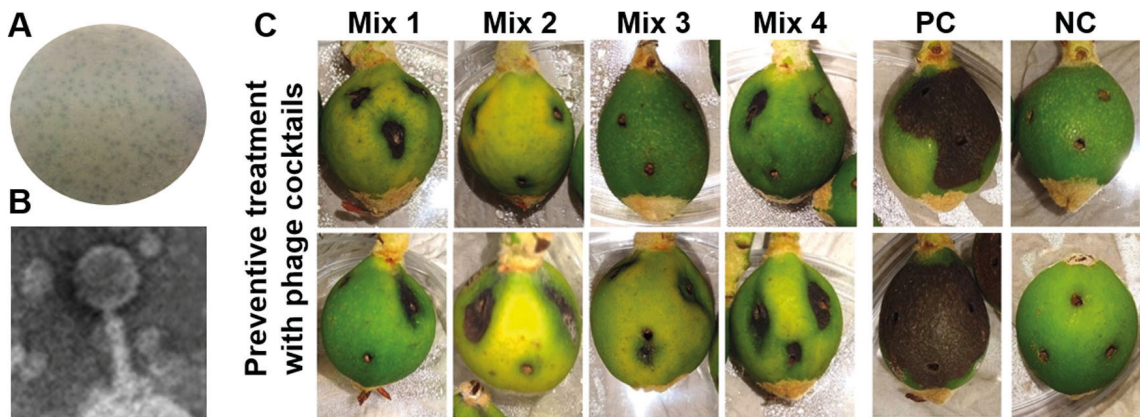 A
B
C
Mix 1
Mix 2
Mix 3
Mix 4
PC
NC
Preventive treatment
with phage cocktails